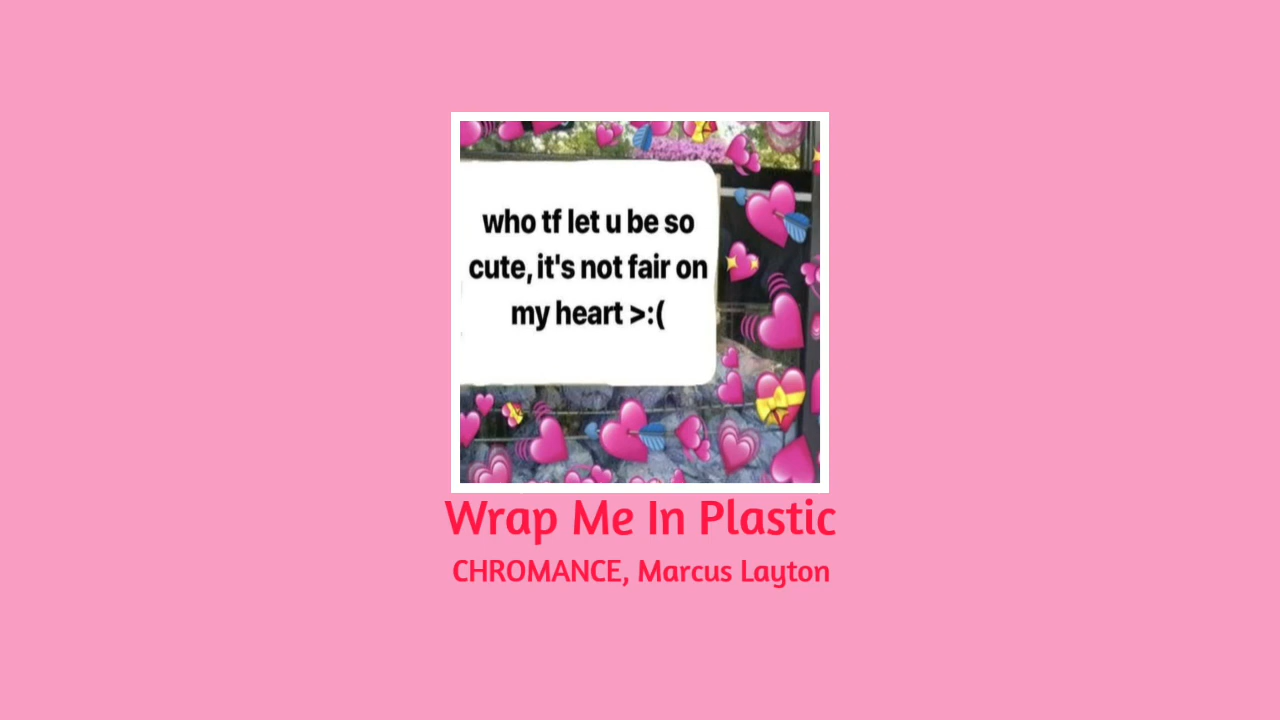 who tf let u be so
cute, it's not fair on
my heart >:(
Wrap Me In Plastic
CHROMANCE, Marcus Layton